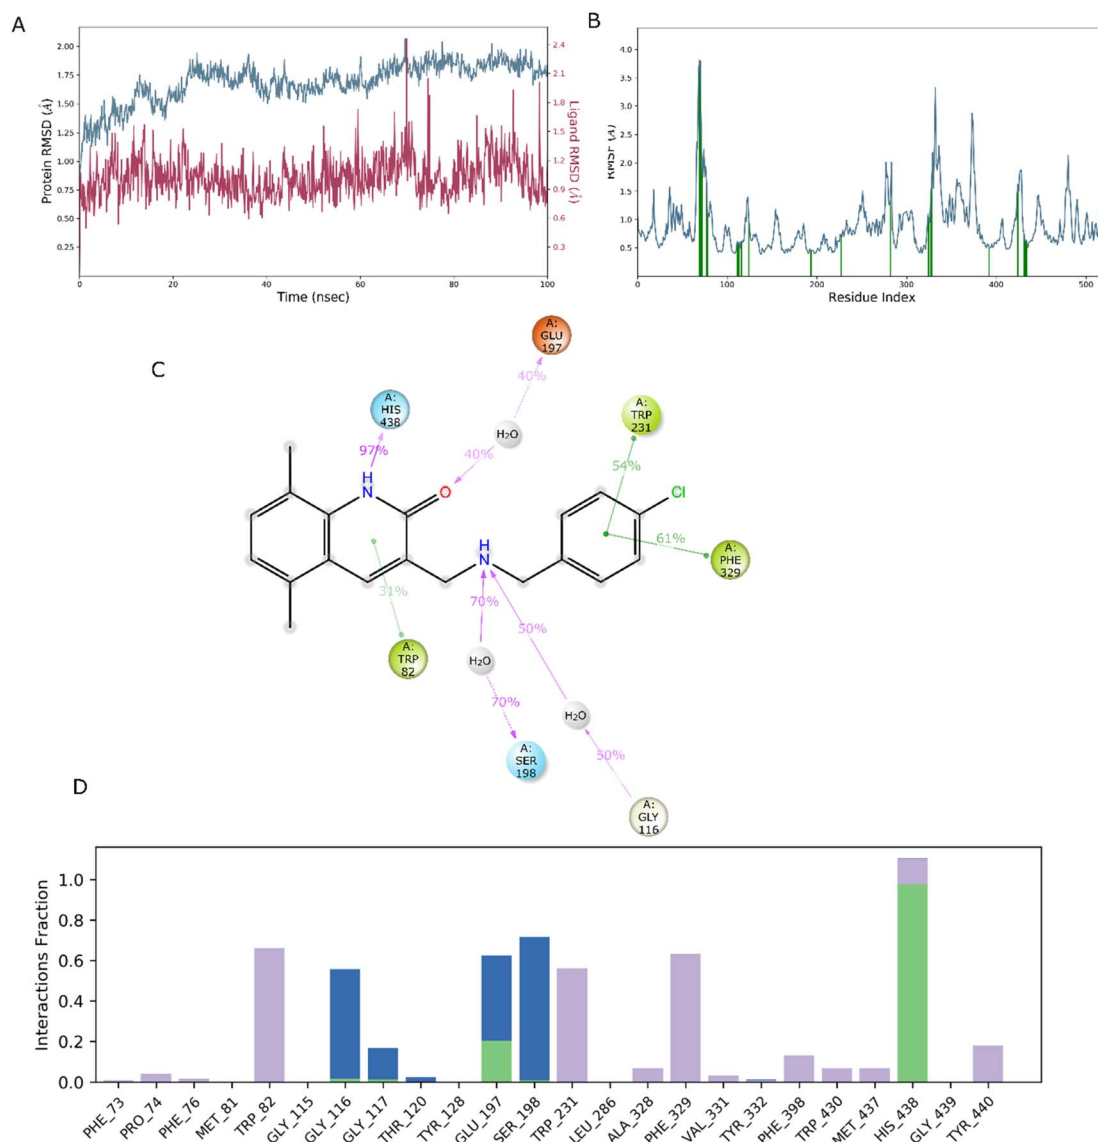 A
Protein RMSD (Å)
2.00
1.75
1.50
1.25
1.00
0.75
0.50
0.25
2.4
2.1
1.8
1.5
1.2
0.9
0.6
0.3
Ligand RMSD (Å)
0 20 40 60 80 100
Time (nsec)
B
RMSF (Å)
4.0
3.5
3.0
2.5
2.0
1.5
1.0
0.5
0 100 200 300 400 500
Residue Index
C
A:
GLU
197
40%
H₂O
40%
A:
HIS
438
97%
H
N
O
A:
TRP
231
54%
Cl
61%
A:
PHE
329
H
N
31%
A:
TRP
82
70%
H₂O
70%
A:
SER
198
50%
H₂O
50%
A:
GLY
116
D
Interactions Fraction
1.0
0.8
0.6
0.4
0.2
0.0
PHE_73
PRO_74
PHE_76
MET_81
TRP_82
GLY_115
GLY_116
GLY_117
THR_120
TYR_128
GLU_197
SER_198
TRP_231
LEU_286
ALA_328
PHE_329
VAL_331
TYR_332
PHE_398
TRP_430
MET_437
HIS_438
GLY_439
TYR_440